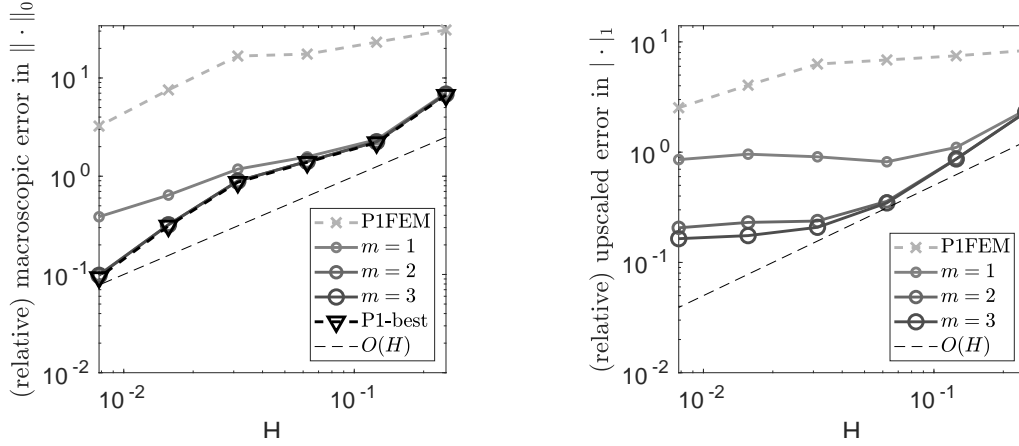 (relative) macroscopic error in ‖ · ‖₀
10¹
10⁰
10⁻¹
10⁻²
10⁻²
10⁻¹
H
P1FEM
m = 1
m = 2
m = 3
P1-best
O(H)
(relative) upscaled error in | · |₁
10¹
10⁰
10⁻¹
10⁻²
10⁻²
10⁻¹
H
P1FEM
m = 1
m = 2
m = 3
O(H)